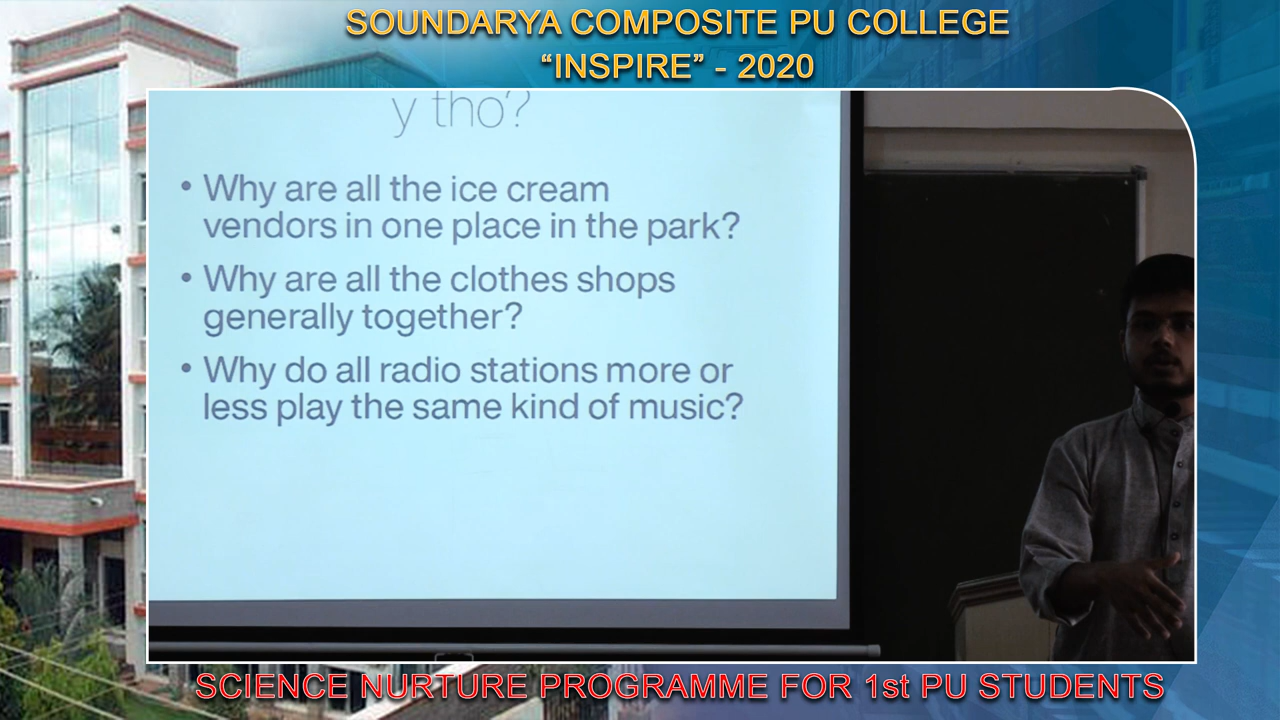 SOUNDARYA COMPOSITE PU COLLEGE
“INSPIRE” - 2020
y tho?
• Why are all the ice cream
vendors in one place in the park?
• Why are all the clothes shops
generally together?
• Why do all radio stations more or
less play the same kind of music?
SCIENCE NURTURE PROGRAMME FOR 1st PU STUDENTS